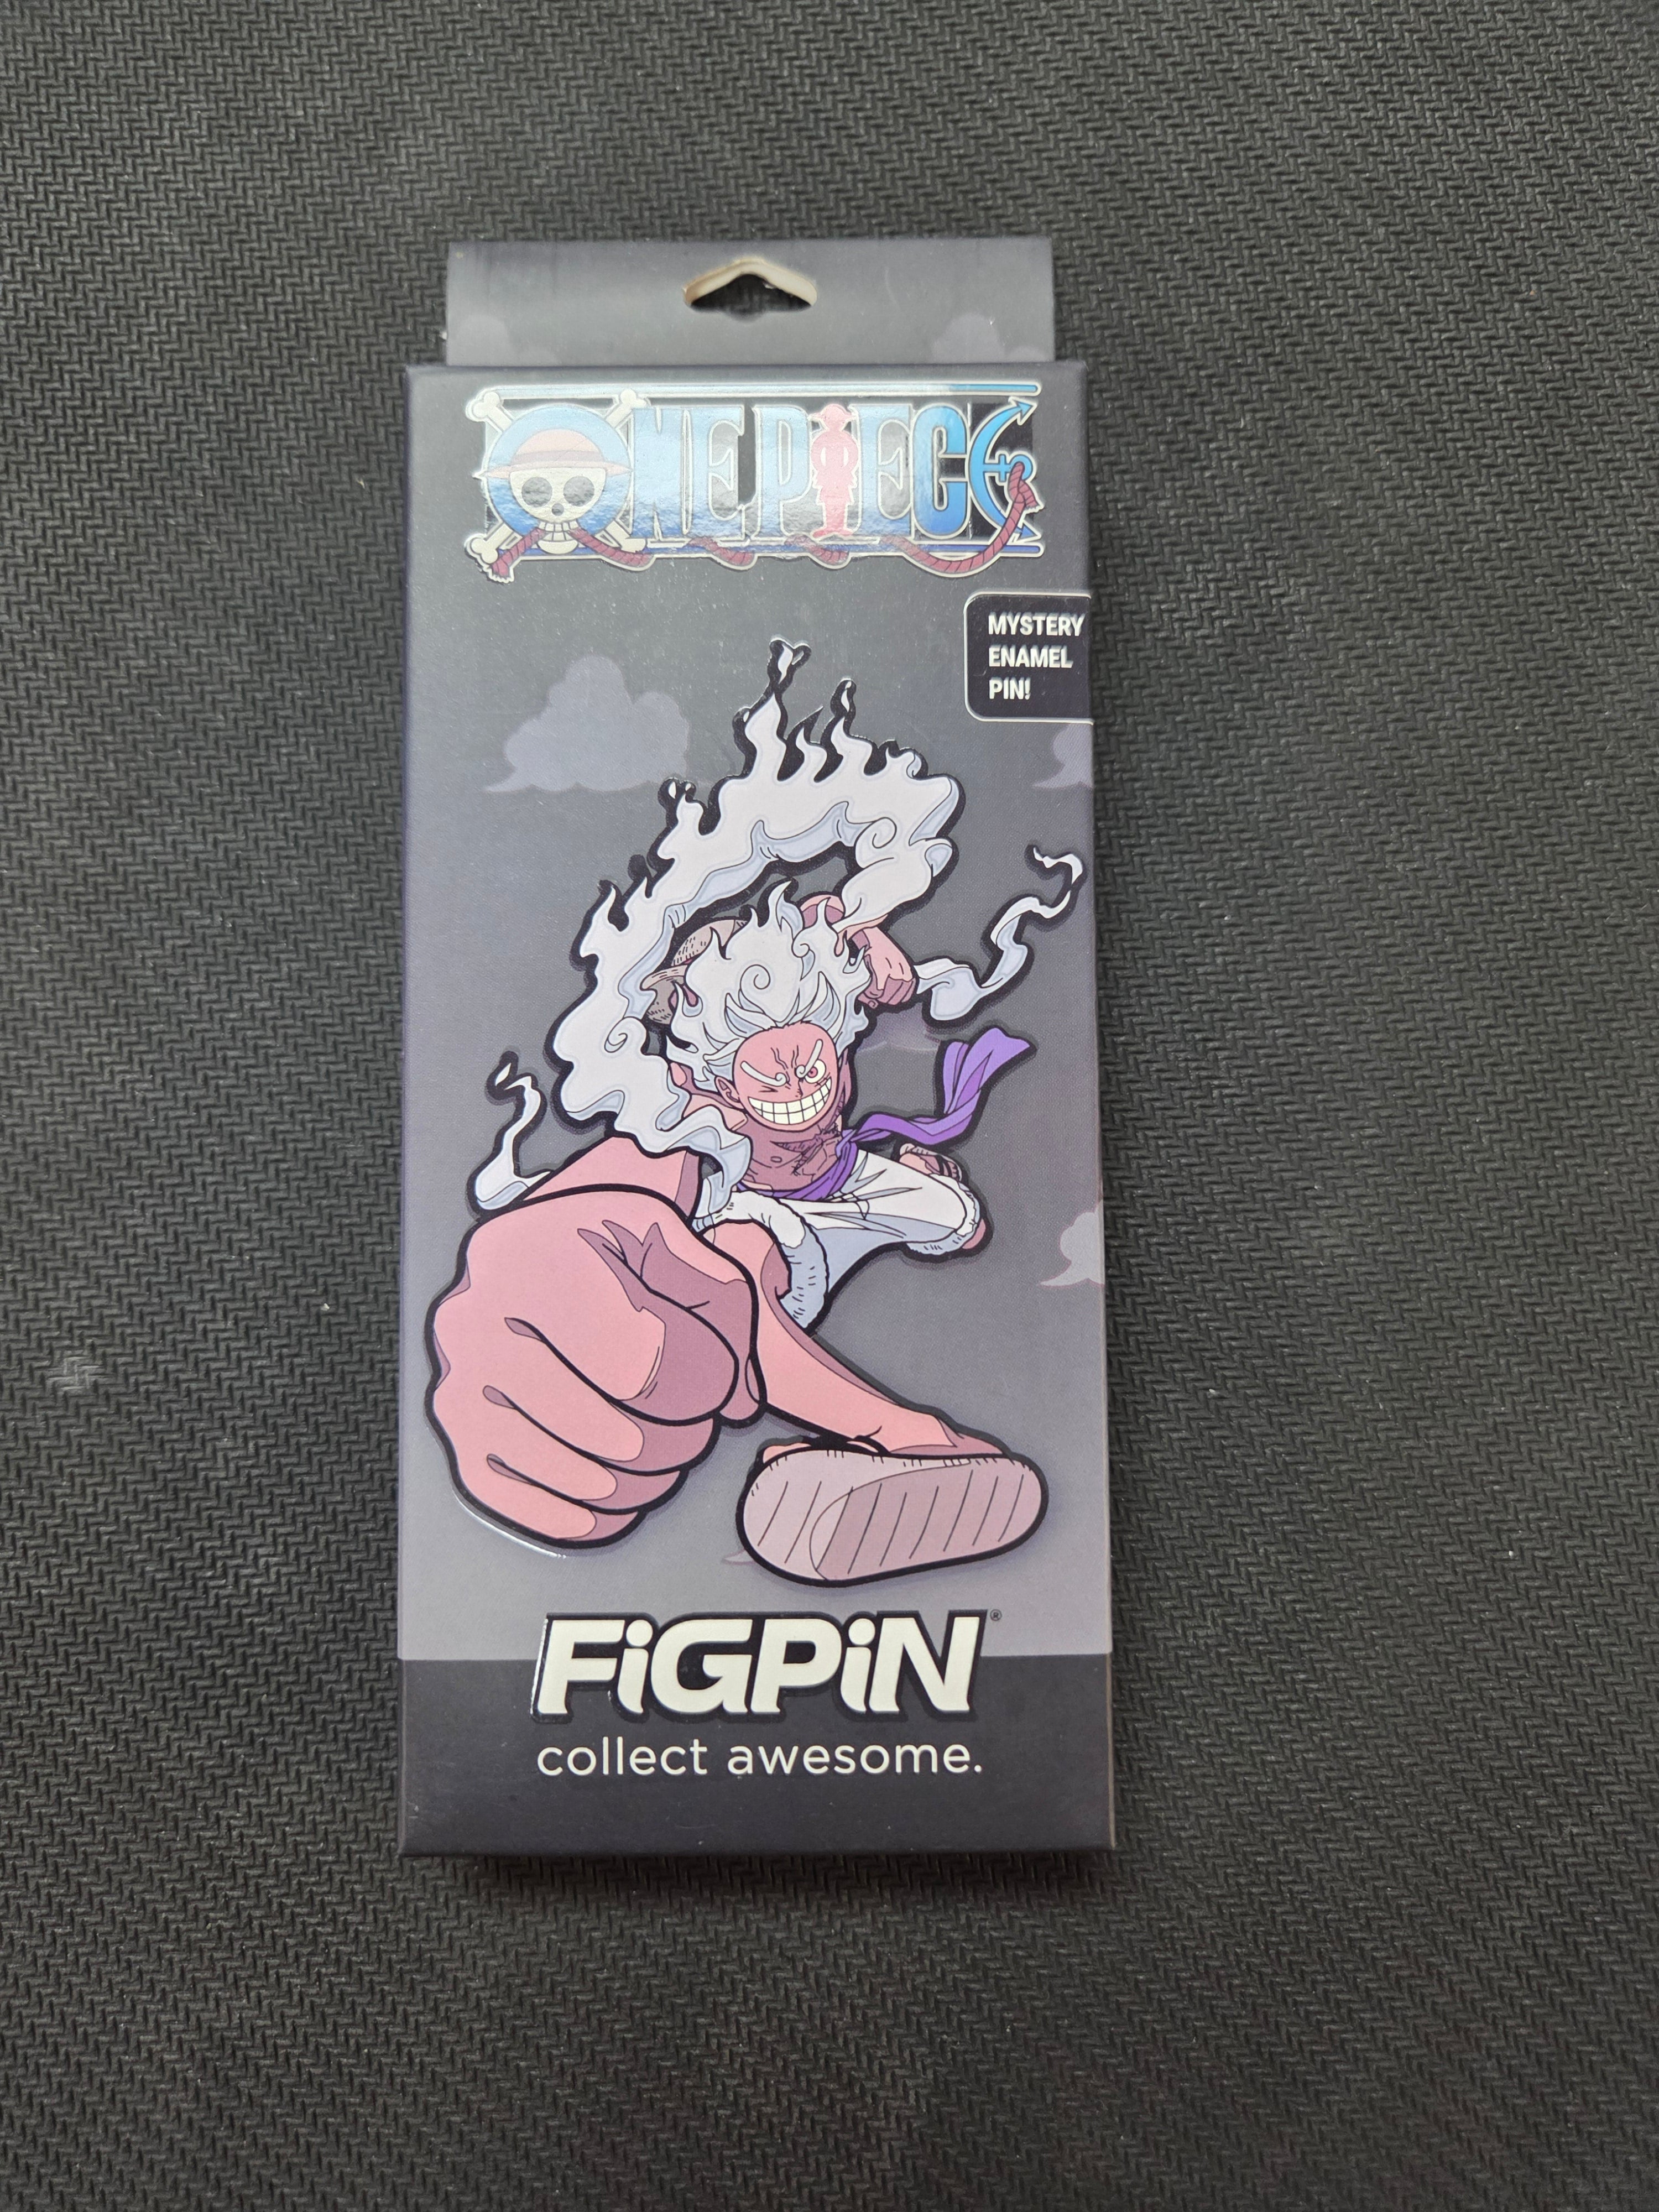 ONE PIECE
MYSTERY
ENAMEL
PIN!
FiGPiN®
collect awesome.